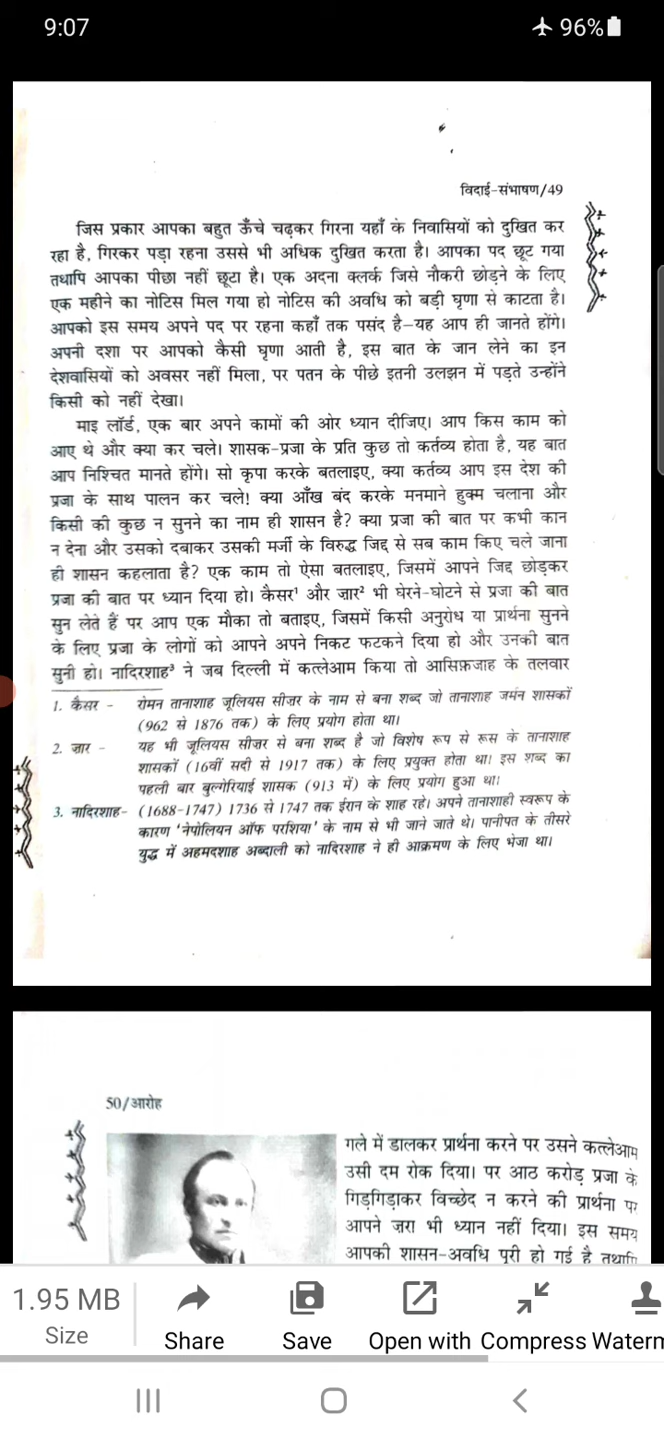 9:07
96%
विदाई-संभाषण/49
जिस प्रकार आपका बहुत ऊँचे चढ़कर गिरना यहाँ के निवासियों को दुखित कर
रहा है, गिरकर पड़ा रहना उससे भी अधिक दुखित करता है। आपका पद छूट गया
तथापि आपका पीछा नहीं छूटा है। एक अदना क्लर्क जिसे नौकरी छोड़ने के लिए
एक महीने का नोटिस मिल गया हो नोटिस की अवधि को बड़ी घृणा से काटता है।
आपको इस समय अपने पद पर रहना कहाँ तक पसंद है–यह आप ही जानते होंगे।
अपनी दशा पर आपको कैसी घृणा आती है, इस बात के जान लेने का इन
देशवासियों को अवसर नहीं मिला, पर पतन के पीछे इतनी उलझन में पड़ते उन्होंने
किसी को नहीं देखा।
माइ लॉर्ड, एक बार अपने कामों की ओर ध्यान दीजिए। आप किस काम को
आए थे और क्या कर चले। शासक-प्रजा के प्रति कुछ तो कर्तव्य होता है, यह बात
आप निश्चित मानते होंगे। सो कृपा करके बतलाइए, क्या कर्तव्य आप इस देश की
प्रजा के साथ पालन कर चले! क्या आँख बंद करके मनमाने हुक्म चलाना और
किसी की कुछ न सुनने का नाम ही शासन है? क्या प्रजा की बात पर कभी कान
न देना और उसको दबाकर उसकी मर्जी के विरुद्ध जिद्द से सब काम किए चले जाना
ही शासन कहलाता है? एक काम तो ऐसा बतलाइए, जिसमें आपने जिद्द छोड़कर
प्रजा की बात पर ध्यान दिया हो। कैसर¹ और ज़ार² भी घेरने-घोटने से प्रजा की बात
सुन लेते हैं पर आप एक मौका तो बताइए, जिसमें किसी अनुरोध या प्रार्थना सुनने
के लिए प्रजा के लोगों को आपने अपने निकट फटकने दिया हो और उनकी बात
सुनी हो। नादिरशाह³ ने जब दिल्ली में कत्लेआम किया तो आसिफ़जाह के तलवार
1. कैसर - रोमन तानाशाह जूलियस सीज़र के नाम से बना शब्द जो तानाशाह जर्मन शासकों
(962 से 1876 तक) के लिए प्रयोग होता था।
2. ज़ार - यह भी जूलियस सीज़र से बना शब्द है जो विशेष रूप से रूस के तानाशाह
शासकों (16वीं सदी से 1917 तक) के लिए प्रयुक्त होता था। इस शब्द का
पहली बार बुल्गेरियाई शासक (913 में) के लिए प्रयोग हुआ था।
3. नादिरशाह- (1688-1747) 1736 से 1747 तक ईरान के शाह रहे। अपने तानाशाही स्वरूप के
कारण 'नेपोलियन ऑफ परशिया' के नाम से भी जाने जाते थे। पानीपत के तीसरे
युद्ध में अहमदशाह अब्दाली को नादिरशाह ने ही आक्रमण के लिए भेजा था।
50/आरोह
गले में डालकर प्रार्थना करने पर उसने कत्लेआम
उसी दम रोक दिया। पर आठ करोड़ प्रजा के
गिड़गिड़ाकर विच्छेद न करने की प्रार्थना पर
आपने ज़रा भी ध्यान नहीं दिया। इस समय
आपकी शासन-अवधि पूरी हो गई है तथापि
1.95 MB
Size
Share
Save
Open with
Compress
Waterm